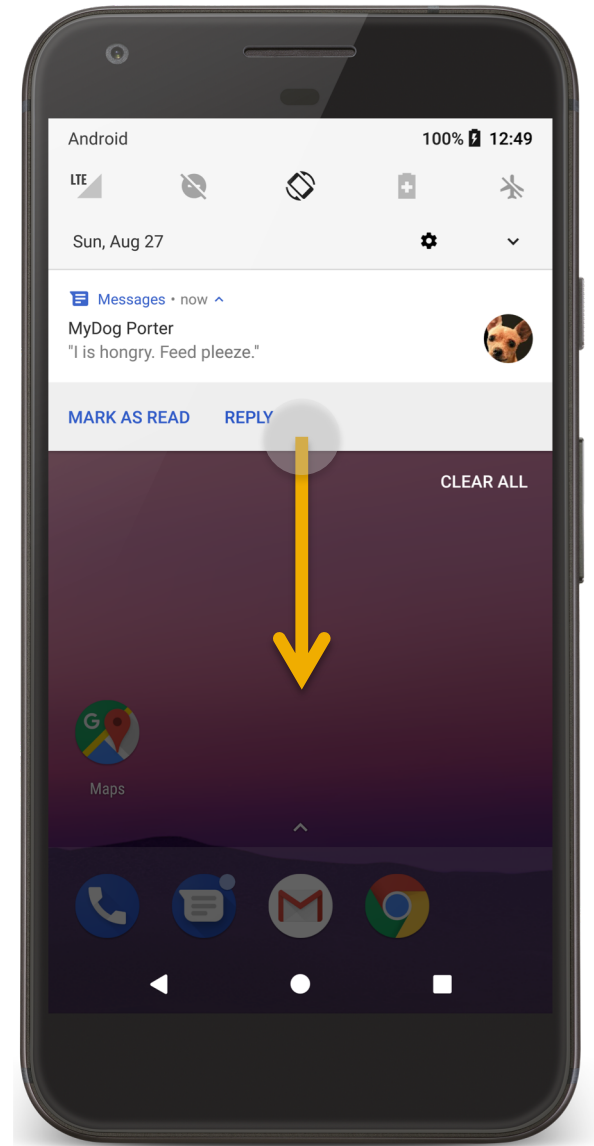 Android 100% 12:49
LTE
Sun, Aug 27
Messages • now
MyDog Porter
"I is hongry. Feed pleeze."
MARK AS READ REPLY
CLEAR ALL
G
Maps